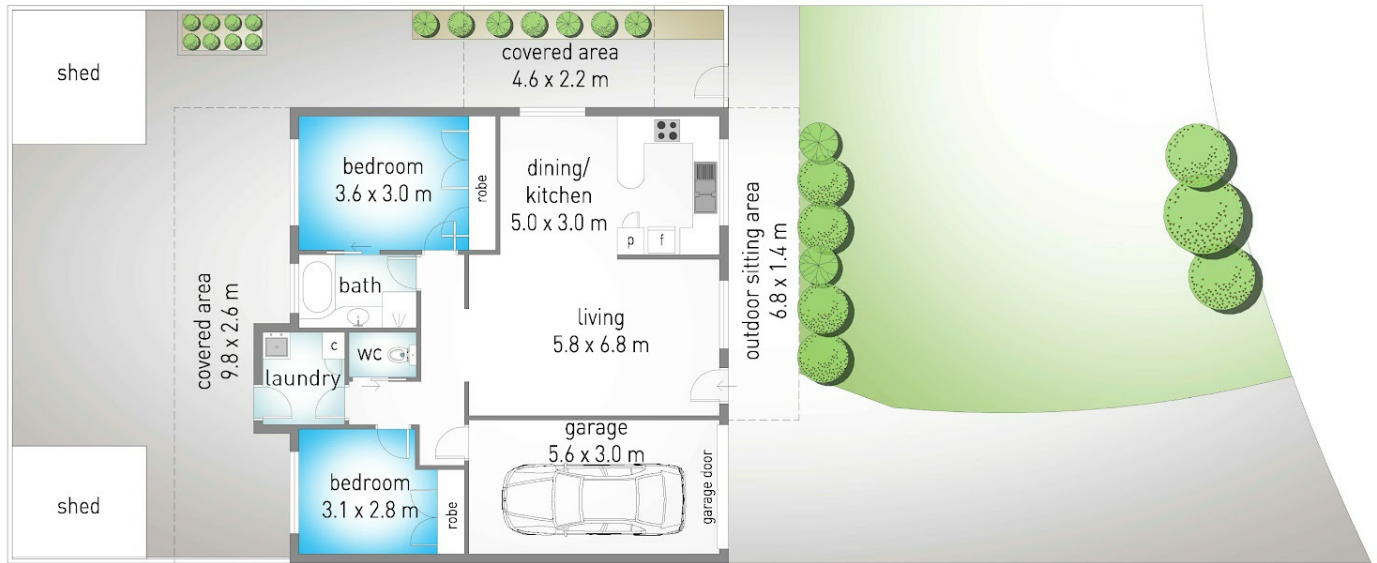 shed
covered area
4.6 x 2.2 m
bedroom
3.6 x 3.0 m
robe
dining/
kitchen
5.0 x 3.0 m
p
f
outdoor sitting area
6.8 x 1.4 m
covered area
9.8 x 2.6 m
bath
living
5.8 x 6.8 m
c
wc
laundry
garage
5.6 x 3.0 m
garage door
bedroom
3.1 x 2.8 m
robe
shed